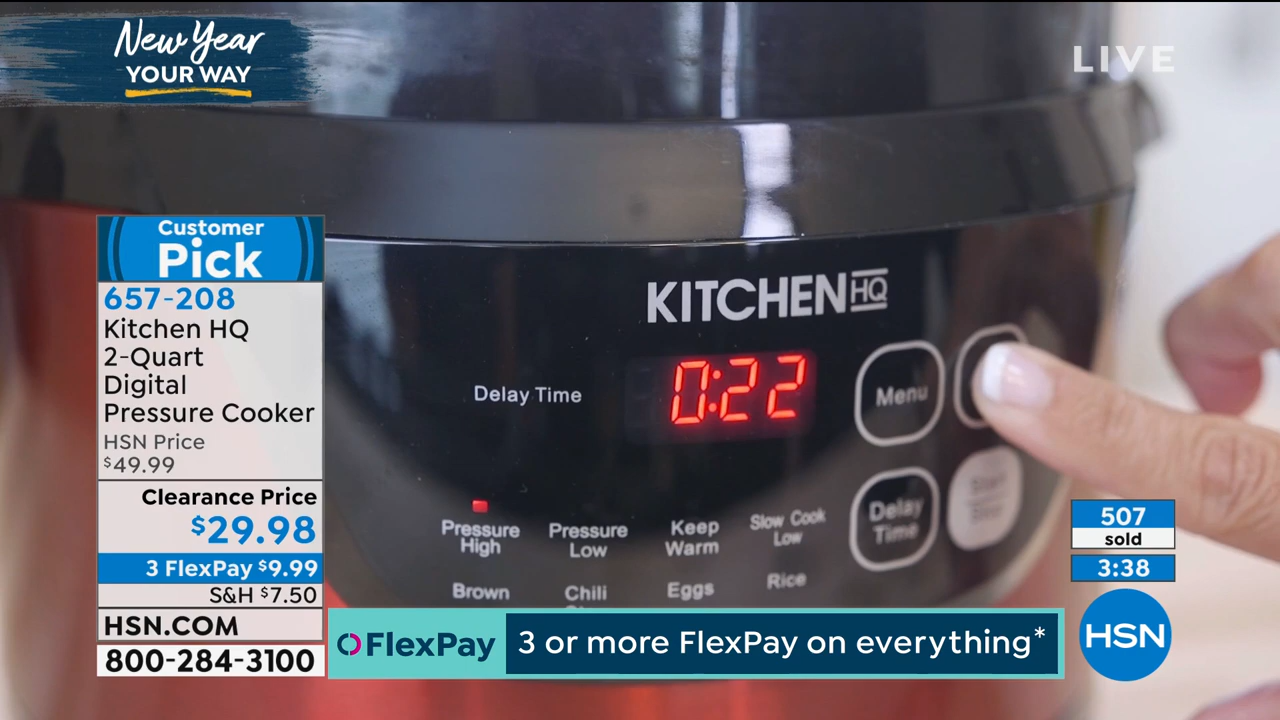 New Year
YOUR WAY
LIVE
Customer
Pick
657-208
Kitchen HQ
2-Quart
Digital
Pressure Cooker
HSN Price
$49.99
Clearance Price
$29.98
3 FlexPay $9.99
S&H $7.50
HSN.COM
800-284-3100
KITCHEN HQ
Delay Time
0:22
Menu
Delay
Time
Start
Pressure
High
Pressure
Low
Keep
Warm
Slow Cook
Low
Brown
Chili
Eggs
Rice
507
sold
3:38
HSN
FlexPay
3 or more FlexPay on everything*